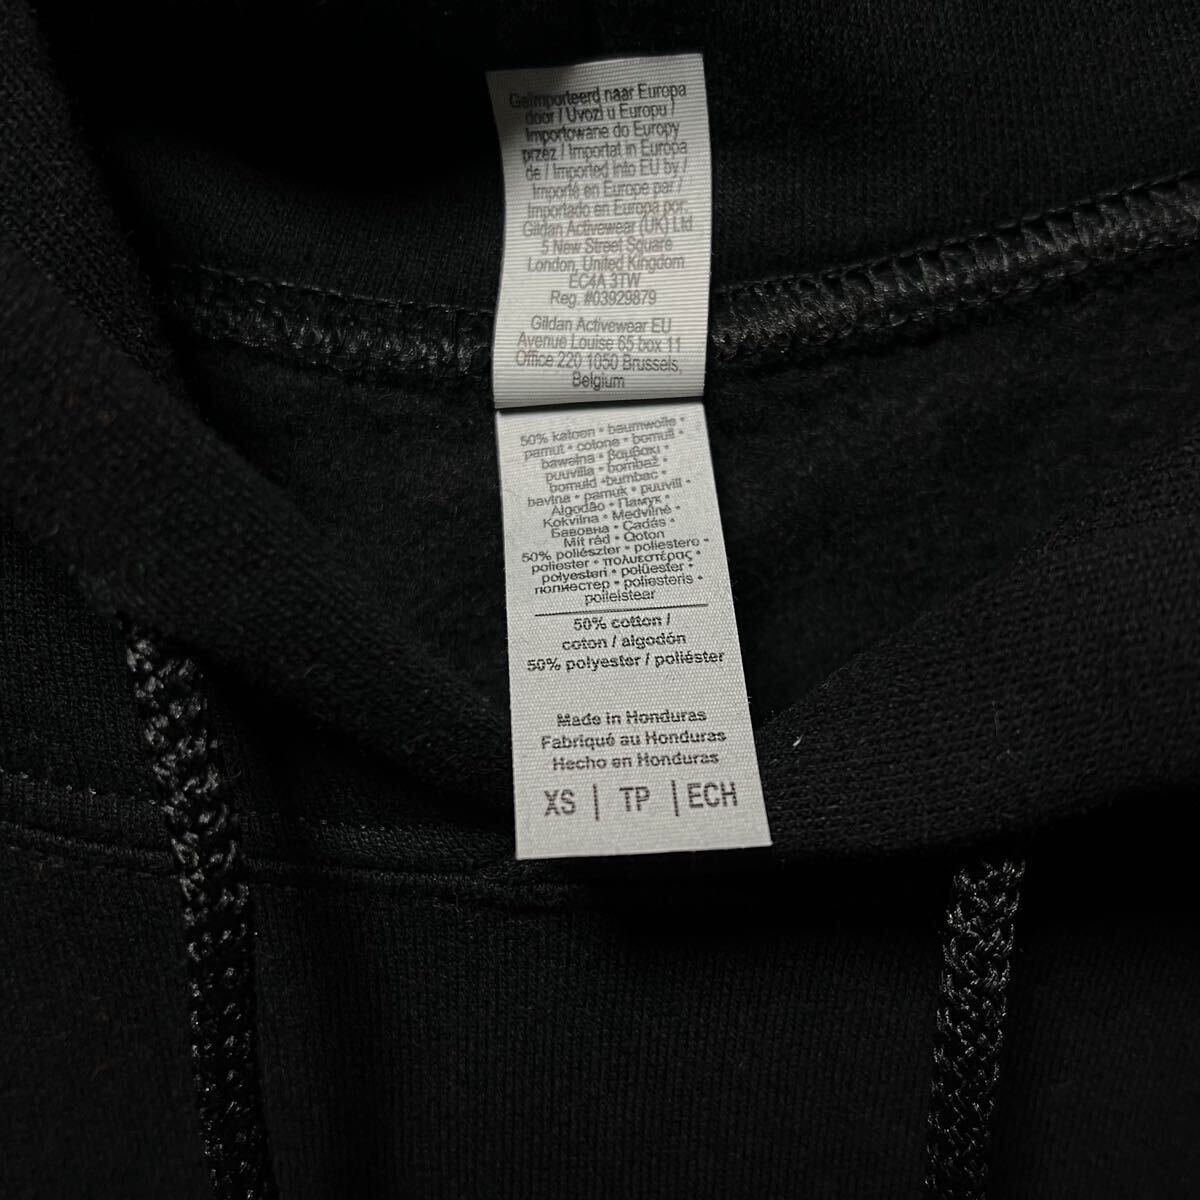 Geïmporteerd naar Europa
door / Uvozi u Europu /
Importowane do Europy
przez / Importat in Europa
de / Imported into EU by /
Importé en Europe par /
Importado en Europa por:
Gildan Activewear (UK) Ltd
5 New Street Square
London, United Kingdom
EC4A 3TW
Reg. #03929879
Gildan Activewear EU
Avenue Louise 65 box 11
Office 220 1050 Brussels,
Belgium
50% katoen • baumwolle •
pamut • cotone • bomull •
bawełna • βαμβακι •
puuvilla • bombaž •
bomuld • bumbac •
bavlna • pamuk • puuvill •
Algodão • Памук •
Kokvilna • Medvilnė •
Бавовна • Cadás •
Mit rád • Qoton
50% poliészter • poliestere •
poliester • πολυεστέρας •
polyesteri • polüester •
полиестер • poliesteris •
poileistear
50% cotton /
coton / algodón
50% polyester / poliéster
Made in Honduras
Fabriqué au Honduras
Hecho en Honduras
XS | TP | ECH